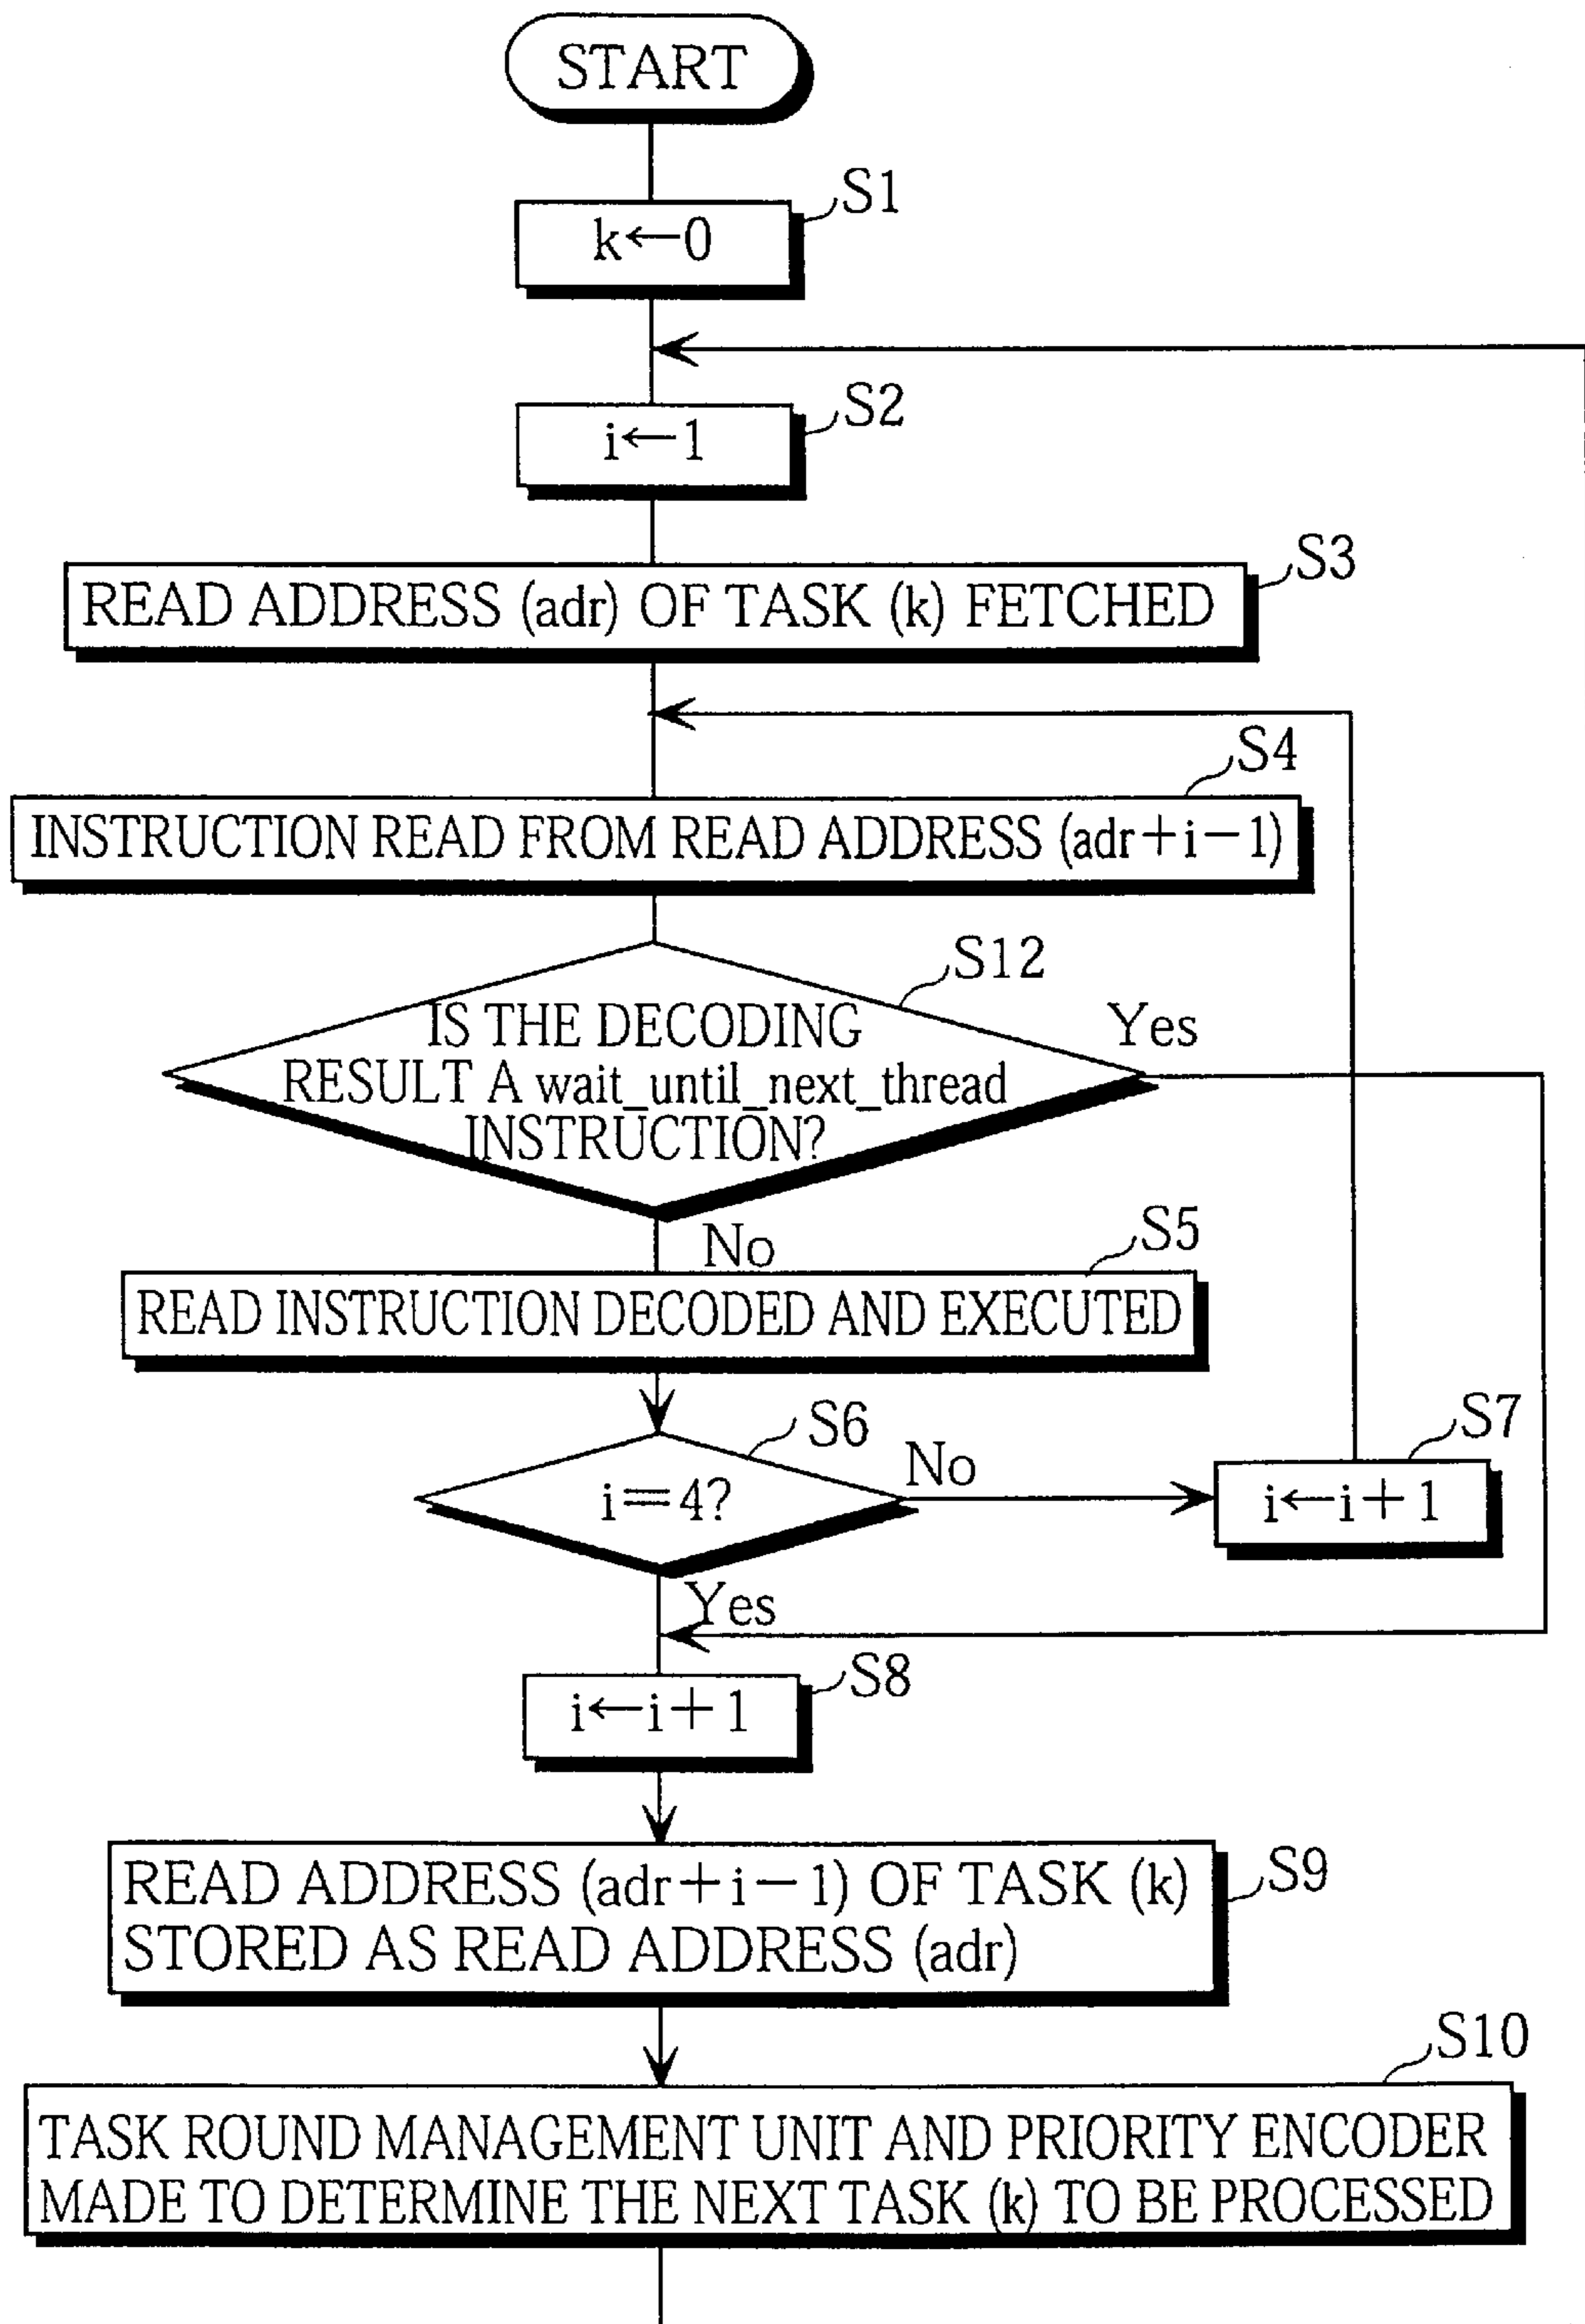 START
S1
k←0
S2
i←1
S3
READ ADDRESS (adr) OF TASK (k) FETCHED
S4
INSTRUCTION READ FROM READ ADDRESS (adr+i−1)
S12
IS THE DECODING
RESULT A wait_until_next_thread
INSTRUCTION?
Yes
No
S5
READ INSTRUCTION DECODED AND EXECUTED
S6
i=4?
No
S7
i←i+1
Yes
S8
i←i+1
S9
READ ADDRESS (adr+i−1) OF TASK (k)
STORED AS READ ADDRESS (adr)
S10
TASK ROUND MANAGEMENT UNIT AND PRIORITY ENCODER
MADE TO DETERMINE THE NEXT TASK (k) TO BE PROCESSED